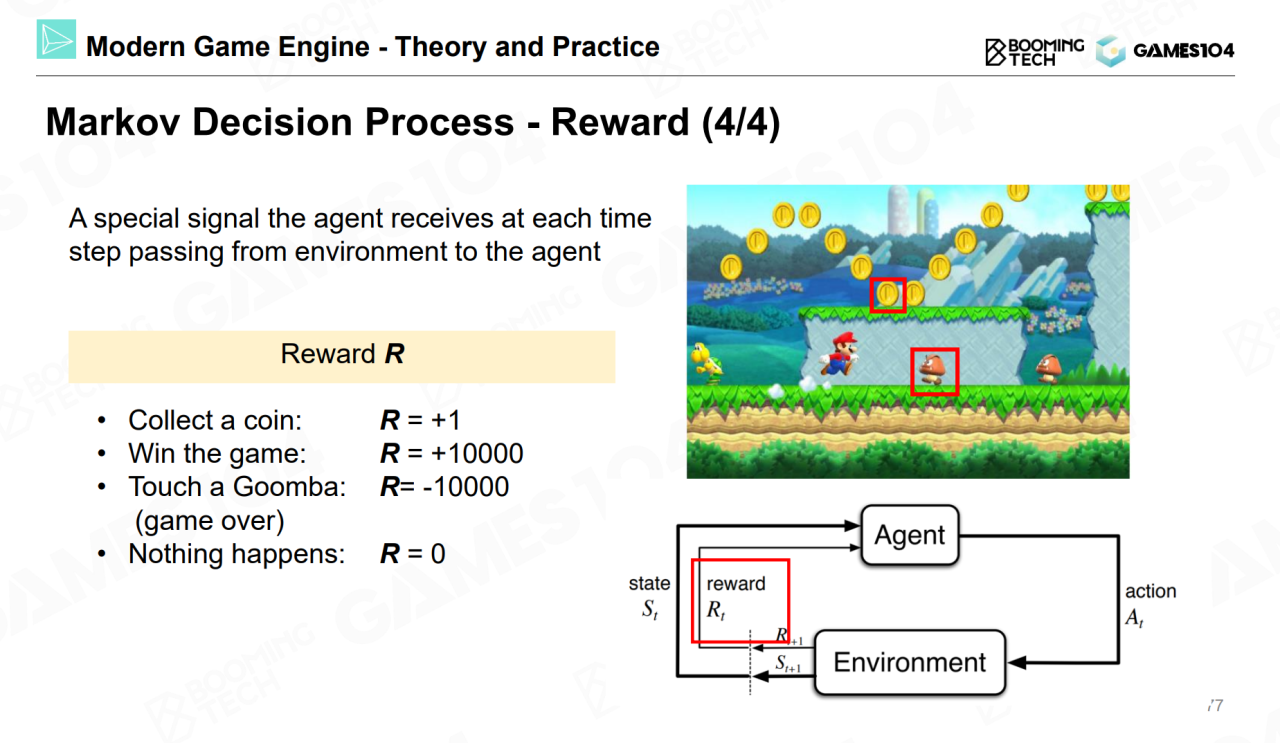 Modern Game Engine - Theory and Practice
BOOMING
TECH
GAMES104
Markov Decision Process - Reward (4/4)
A special signal the agent receives at each time
step passing from environment to the agent
Reward R
• Collect a coin: R = +1
• Win the game: R = +10000
• Touch a Goomba: R= -10000
(game over)
• Nothing happens: R = 0
Agent
state
S_t
reward
R_t
action
A_t
R_{t+1}
S_{t+1}
Environment
77